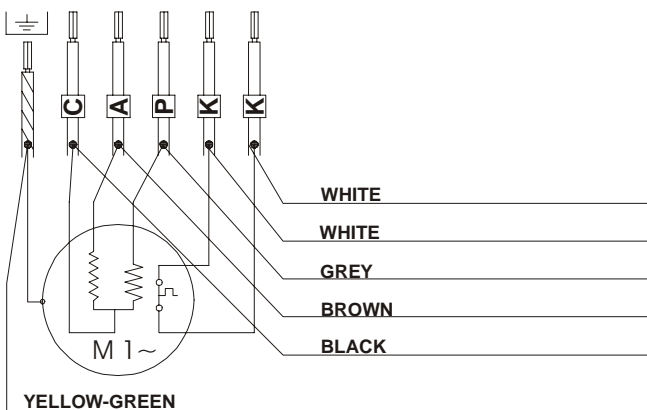 C A P K K
WHITE
WHITE
GREY
BROWN
BLACK
M 1~
YELLOW-GREEN